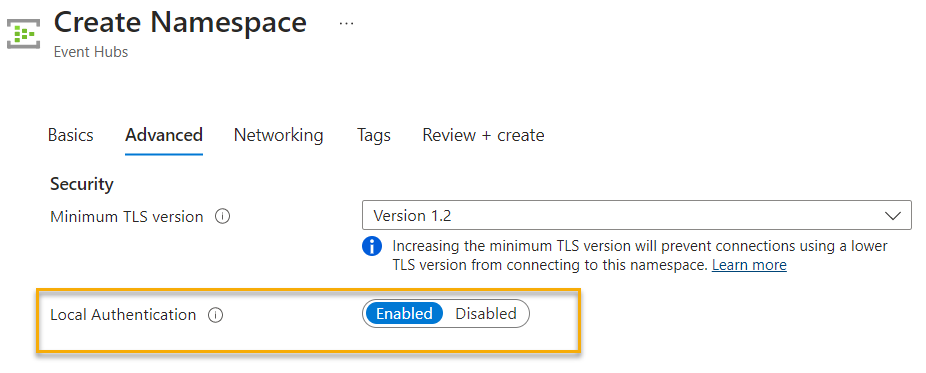 Create Namespace ...
Event Hubs
Basics Advanced Networking Tags Review + create
Security
Minimum TLS version Version 1.2
Increasing the minimum TLS version will prevent connections using a lower
TLS version from connecting to this namespace. Learn more
Local Authentication Enabled Disabled